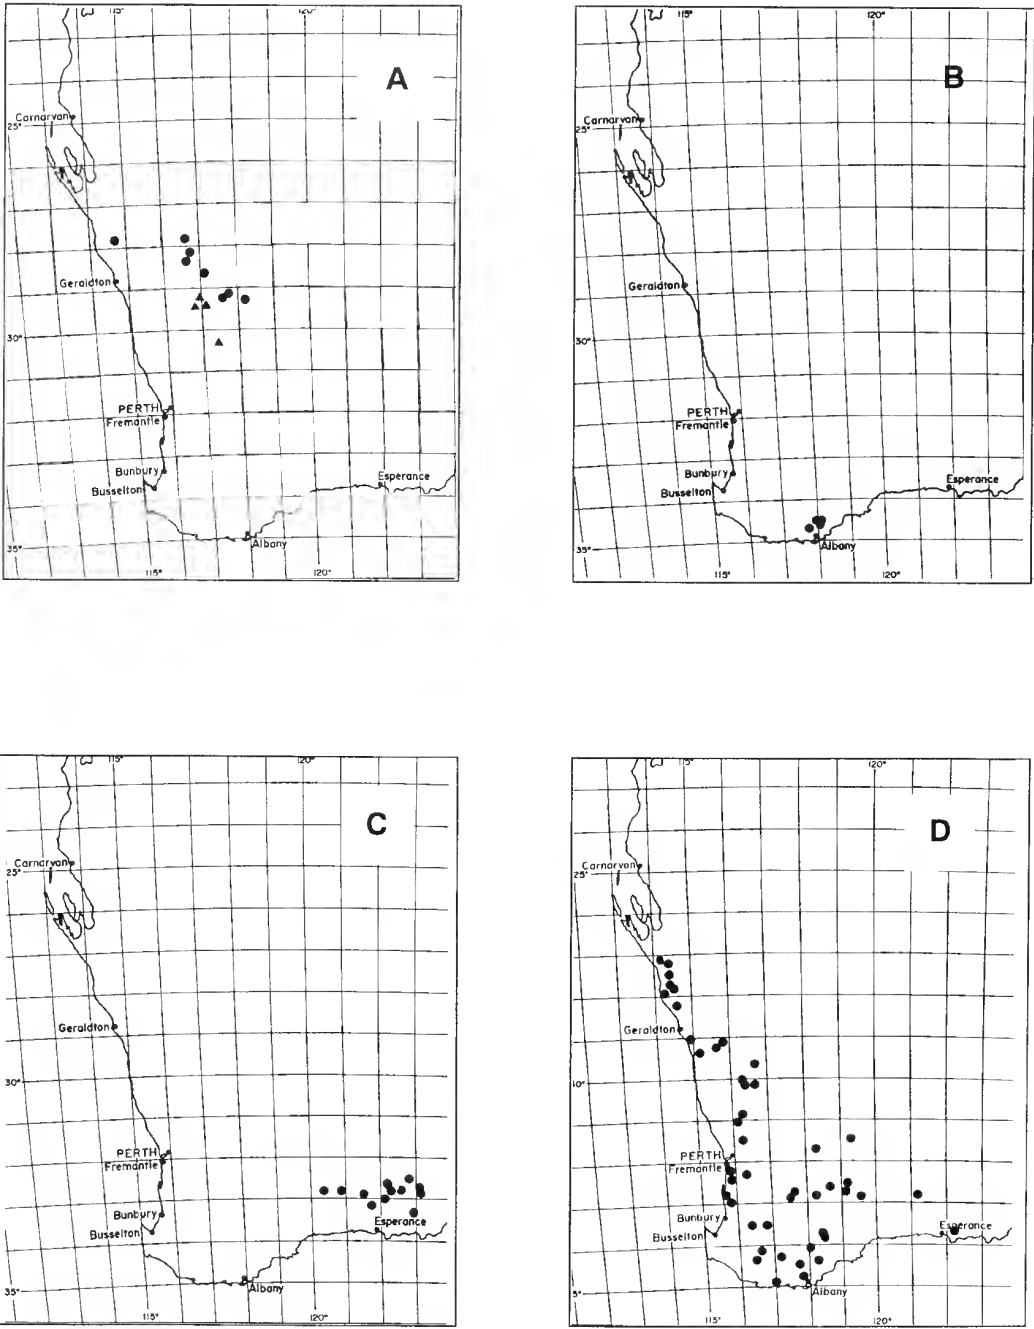 115°
120°
A
Carnarvon
25°
Geraldton
30°
PERTH
Fremantle
Bunbury
Busselton
Esperance
Albany
35°
115°
120°
115°
120°
B
Carnarvon
25°
Geraldton
30°
PERTH
Fremantle
Bunbury
Busselton
Esperance
Albany
35°
115°
120°
115°
120°
C
Carnarvon
25°
Geraldton
30°
PERTH
Fremantle
Bunbury
Busselton
Esperance
Albany
35°
115°
120°
115°
120°
D
Carnarvon
25°
Geraldton
PERTH
Fremantle
Bunbury
Busselton
Esperance
Albany
5°
115°
120°